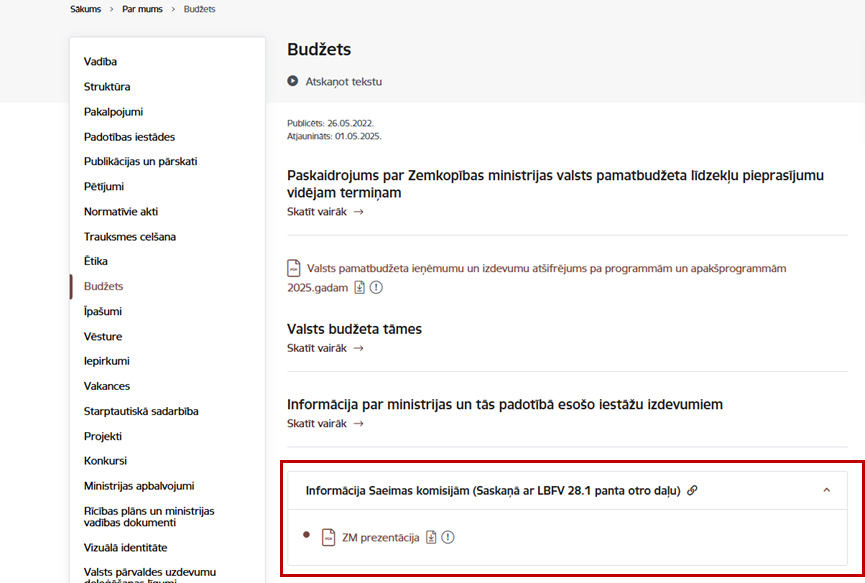 Sākums > Par mums > Budžets
Vadība
Struktūra
Pakalpojumi
Padotības iestādes
Publikācijas un pārskati
Pētījumi
Normatīvie akti
Trauksmes celšana
Ētika
Budžets
Īpašumi
Vēsture
Iepirkumi
Vakances
Starptautiskā sadarbība
Projekti
Konkursi
Ministrijas apbalvojumi
Rīcības plāns un ministrijas
vadības dokumenti
Vizuālā identitāte
Valsts pārvaldes uzdevumu
deleģēšanas līgumi
Budžets
Atskaņot tekstu
Publicēts: 26.05.2022.
Atjaunināts: 01.05.2025.
Paskaidrojums par Zemkopības ministrijas valsts pamatbudžeta līdzekļu pieprasījumu
vidējam termiņam
Skatīt vairāk →
Valsts pamatbudžeta ieņēmumu un izdevumu atšifrējums pa programmām un apakšprogrammām
2025.gadam
Valsts budžeta tāmes
Skatīt vairāk →
Informācija par ministrijas un tās padotībā esošo iestāžu izdevumiem
Skatīt vairāk →
Informācija Saeimas komisijām (Saskaņā ar LBFV 28.1 panta otro daļu)
• ZM prezentācija